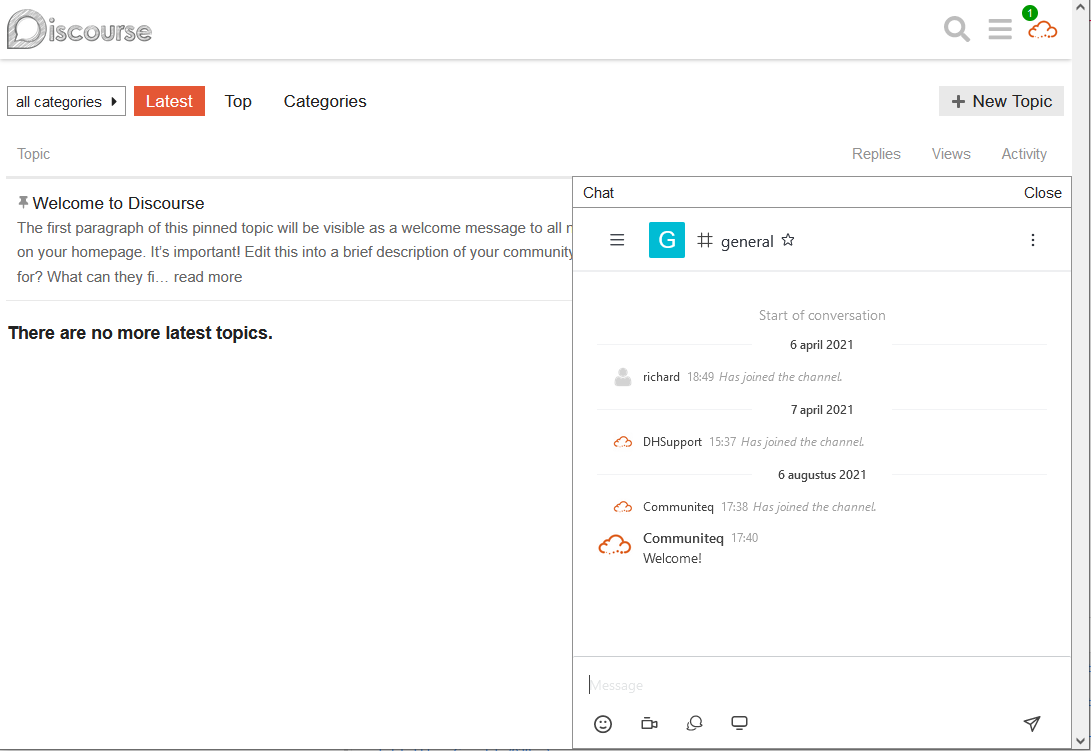 Discourse
1
all categories
Latest
Top
Categories
New Topic
Topic
Replies
Views
Activity
Welcome to Discourse
The first paragraph of this pinned topic will be visible as a welcome message to all
on your homepage. It’s important! Edit this into a brief description of your community
for? What can they fi… read more
There are no more latest topics.
Chat
Close
G
general
Start of conversation
6 april 2021
richard 18:49 Has joined the channel.
7 april 2021
DHSupport 15:37 Has joined the channel.
6 augustus 2021
Communiteq 17:38 Has joined the channel.
Communiteq 17:40
Welcome!
Message